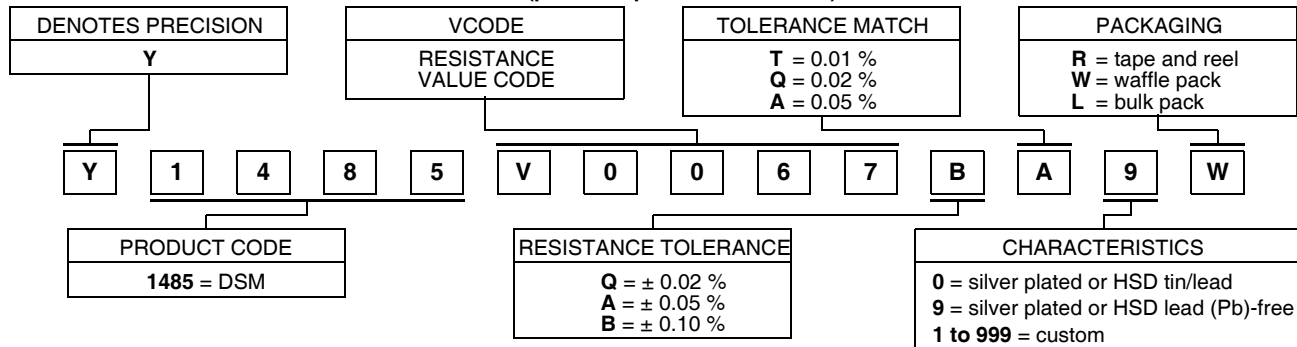 DENOTES PRECISION
Y
VCODE
RESISTANCE
VALUE CODE
TOLERANCE MATCH
T = 0.01 %
Q = 0.02 %
A = 0.05 %
PACKAGING
R = tape and reel
W = waffle pack
L = bulk pack
Y 1 4 8 5 V 0 0 6 7 B A 9 W
PRODUCT CODE
1485 = DSM
RESISTANCE TOLERANCE
Q = ± 0.02 %
A = ± 0.05 %
B = ± 0.10 %
CHARACTERISTICS
0 = silver plated or HSD tin/lead
9 = silver plated or HSD lead (Pb)-free
1 to 999 = custom